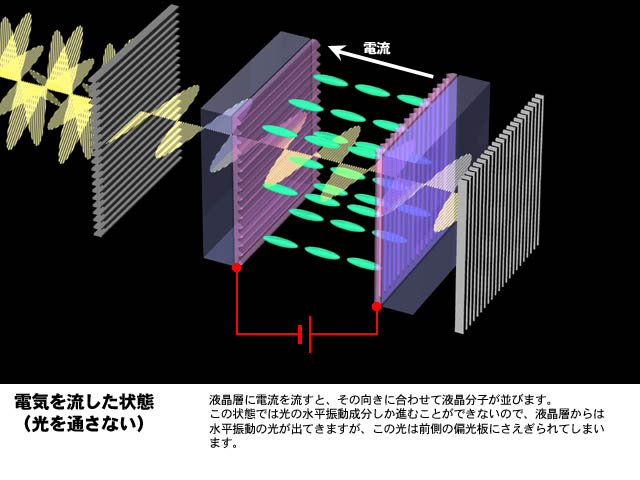 電流
電気を流した状態
（光を通さない）
液晶層に電流を流すと、その向きに合わせて液晶分子が並びます。
この状態では光の水平振動成分しか進むことができないので、液晶層からは
水平振動の光が出てきますが、この光は前側の偏光板にさえぎられてしまい
ます。